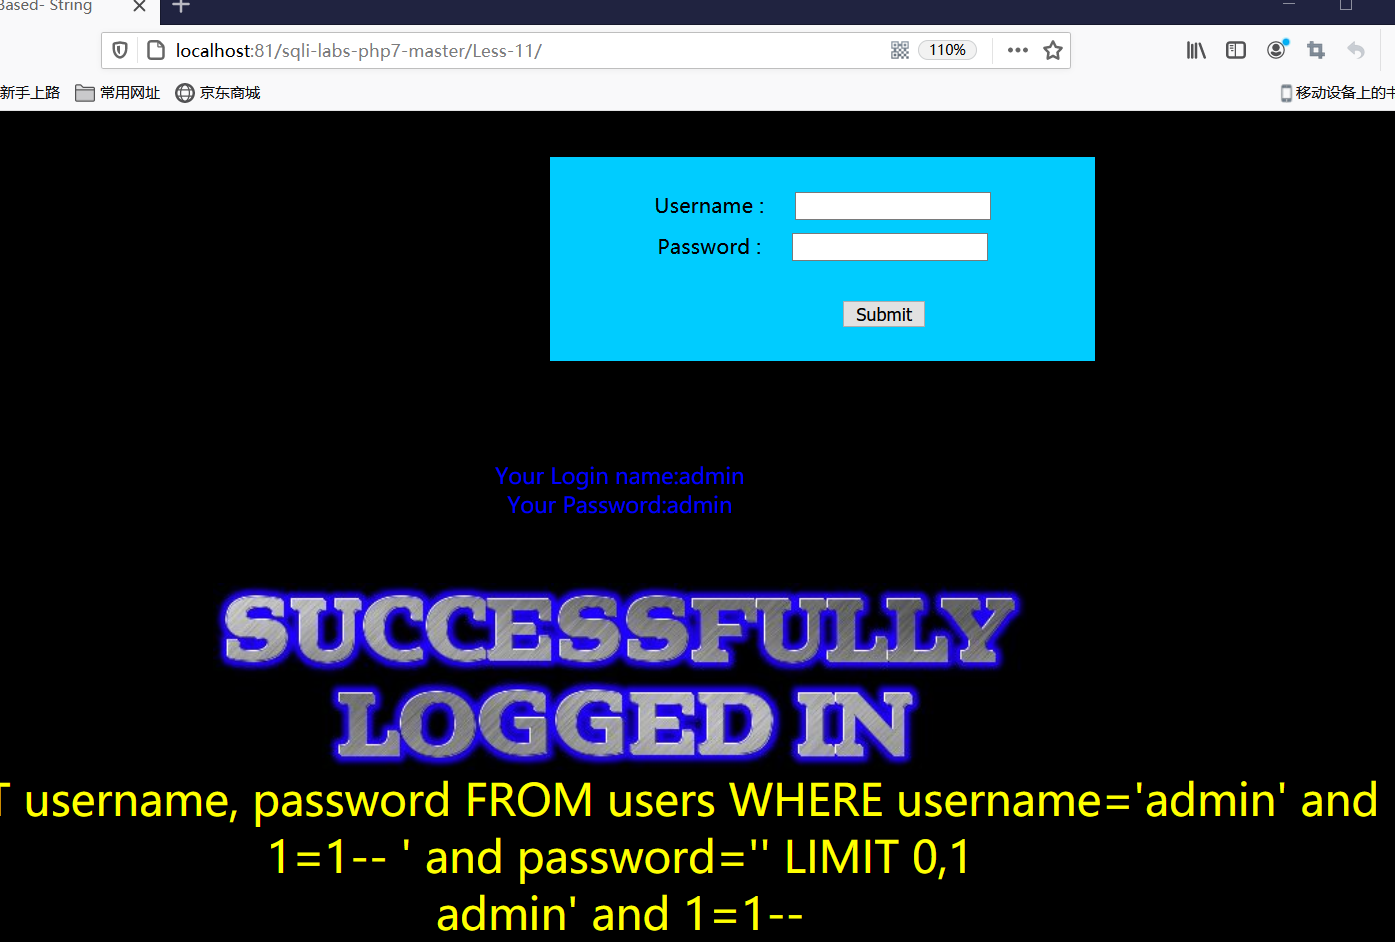 Based- String
localhost:81/sqli-labs-php7-master/Less-11/
110%
新手上路 常用网址 京东商城 移动设备上的书
Username :
Password :
Submit
Your Login name:admin
Your Password:admin
SUCCESSFULLY
LOGGED IN
T username, password FROM users WHERE username='admin' and
1=1-- ' and password='' LIMIT 0,1
admin' and 1=1--